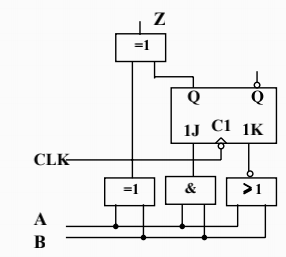 Z
=1
Q Q
1J C1 1K
CLK
=1 & ≥1
A
B